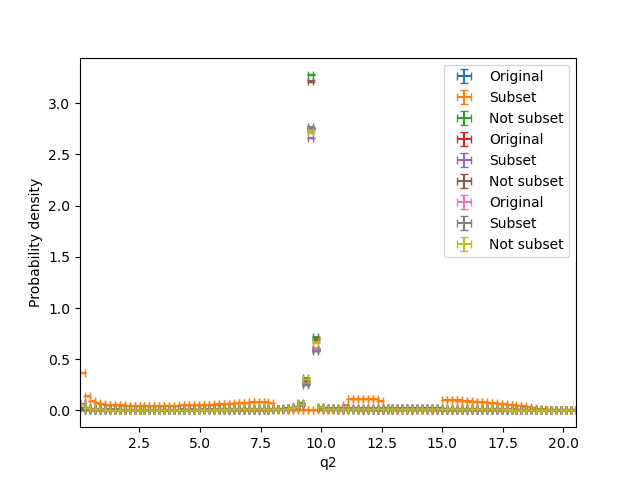 Original
Subset
Not subset
Original
Subset
Not subset
Original
Subset
Not subset
Probability density
3.0
2.5
2.0
1.5
1.0
0.5
0.0
2.5 5.0 7.5 10.0 12.5 15.0 17.5 20.0
q2